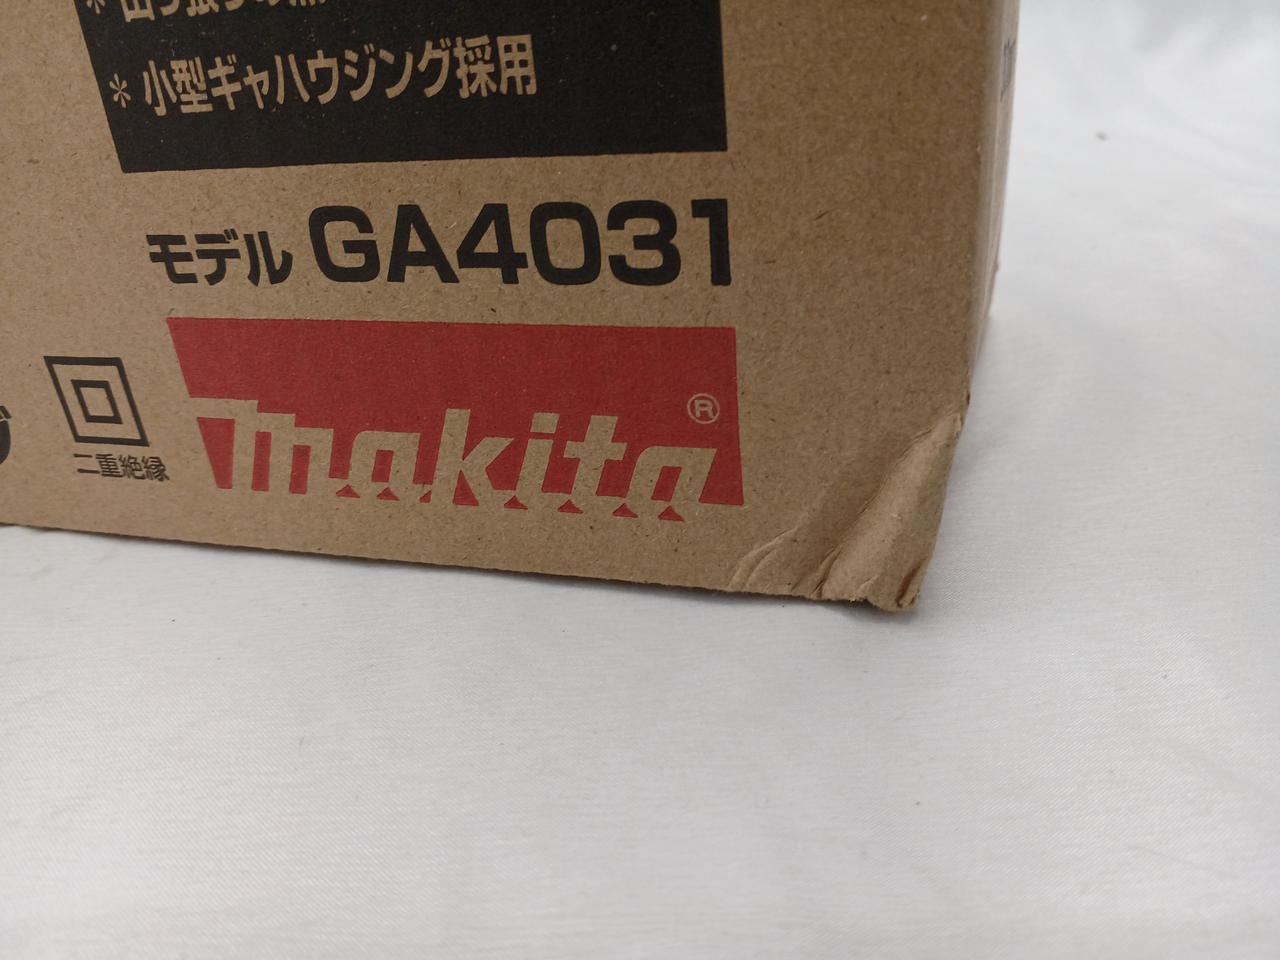 ＊小型ギャハウジング採用
モデル GA4031
makita®
二重絶縁